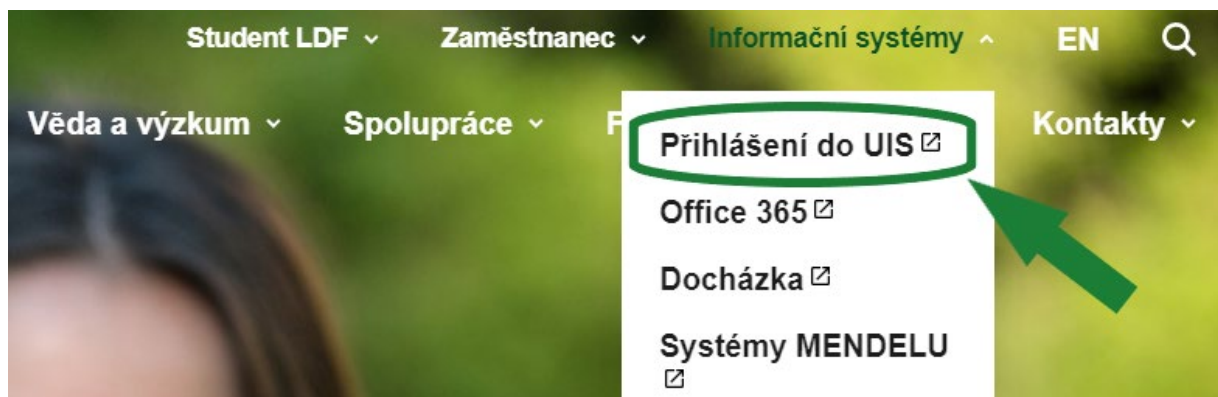 Student LDF Zaměstnanec Informační systémy EN
Věda a výzkum Spolupráce F Kontakty
Přihlášení do UIS
Office 365
Docházka
Systémy MENDELU